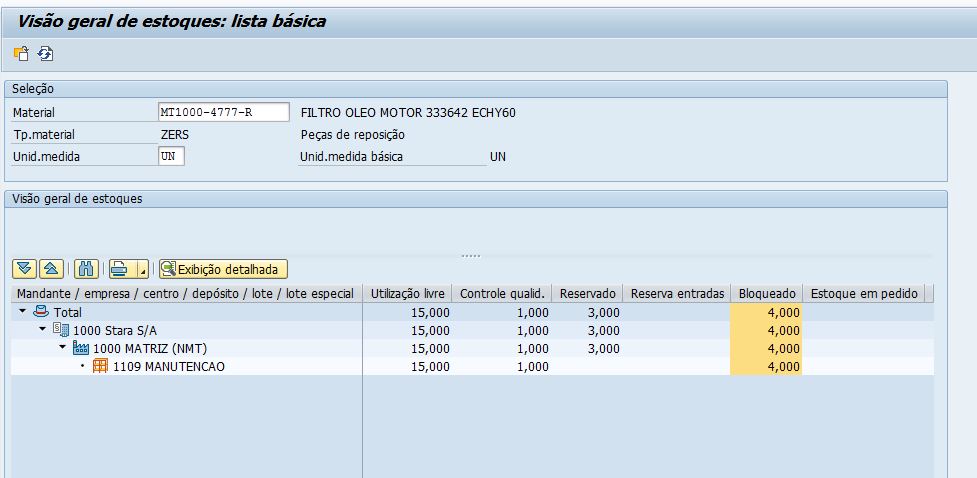 Visão geral de estoques: lista básica
Seleção
Material MT1000-4777-R FILTRO OLEO MOTOR 333642 ECHY60
Tp.material ZERS Peças de reposição
Unid.medida UN Unid.medida básica UN
Visão geral de estoques
Exibição detalhada
Mandante / empresa / centro / depósito / lote / lote especial Utilização livre Controle qualid. Reservado Reserva entradas Bloqueado Estoque em pedido
Total 15,000 1,000 3,000 4,000
1000 Stara S/A 15,000 1,000 3,000 4,000
1000 MATRIZ (NMT) 15,000 1,000 3,000 4,000
1109 MANUTENCAO 15,000 1,000 4,000